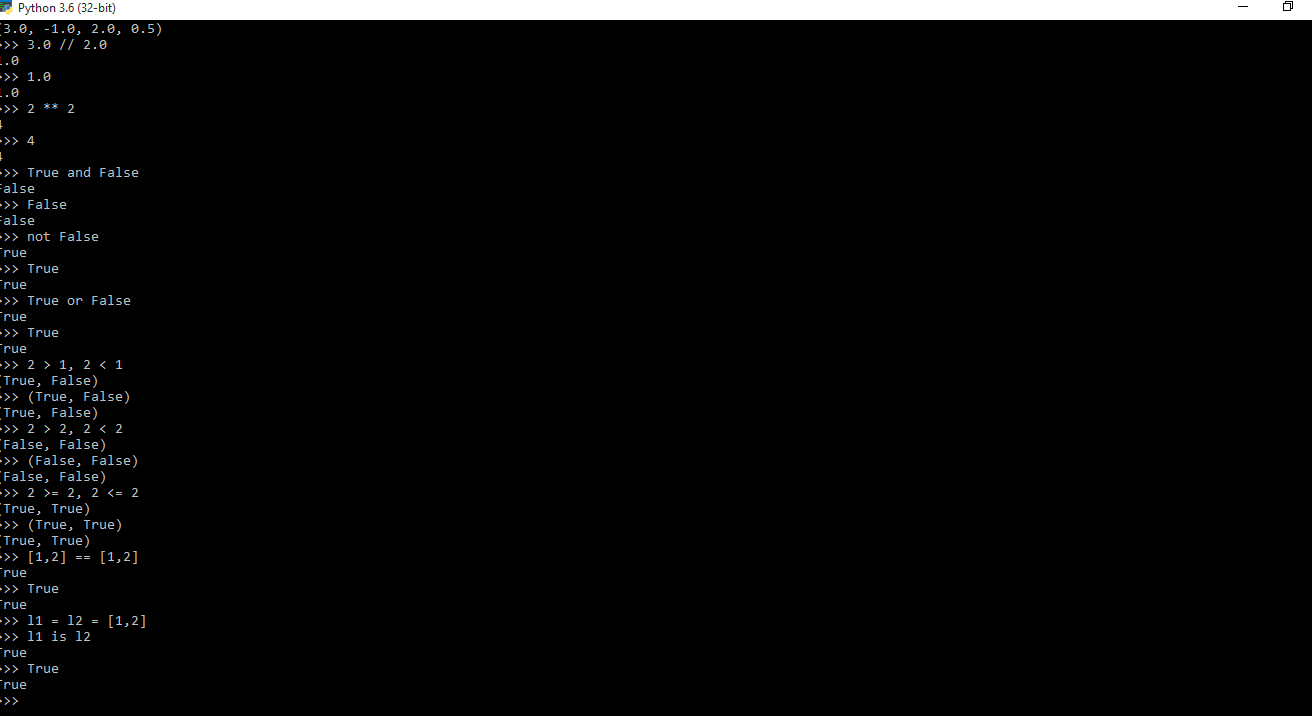 Python 3.6 (32-bit)
(3.0, -1.0, 2.0, 0.5)
>>> 3.0 // 2.0
1.0
>>> 1.0
1.0
>>> 2 ** 2
4
>>> 4
4
>>> True and False
False
>>> False
False
>>> not False
True
>>> True
True
>>> True or False
True
>>> True
True
>>> 2 > 1, 2 < 1
(True, False)
>>> (True, False)
(True, False)
>>> 2 > 2, 2 < 2
(False, False)
>>> (False, False)
(False, False)
>>> 2 >= 2, 2 <= 2
(True, True)
>>> (True, True)
(True, True)
>>> [1,2] == [1,2]
True
>>> True
True
>>> l1 = l2 = [1,2]
>>> l1 is l2
True
>>> True
True
>>>